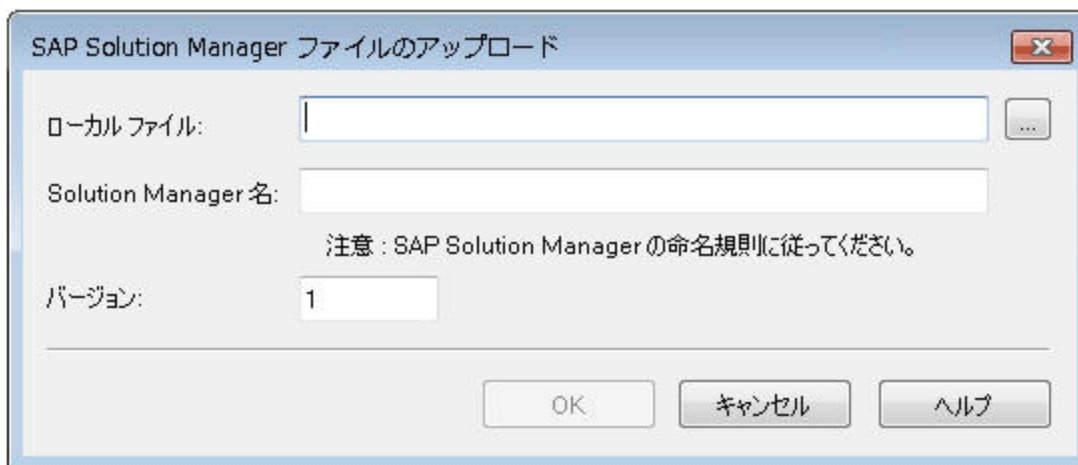 SAP Solution Manager ファイルのアップロード
ローカル ファイル:
...
Solution Manager 名:
注意 : SAP Solution Manager の命名規則に従ってください。
バージョン: 1
OK キャンセル ヘルプ